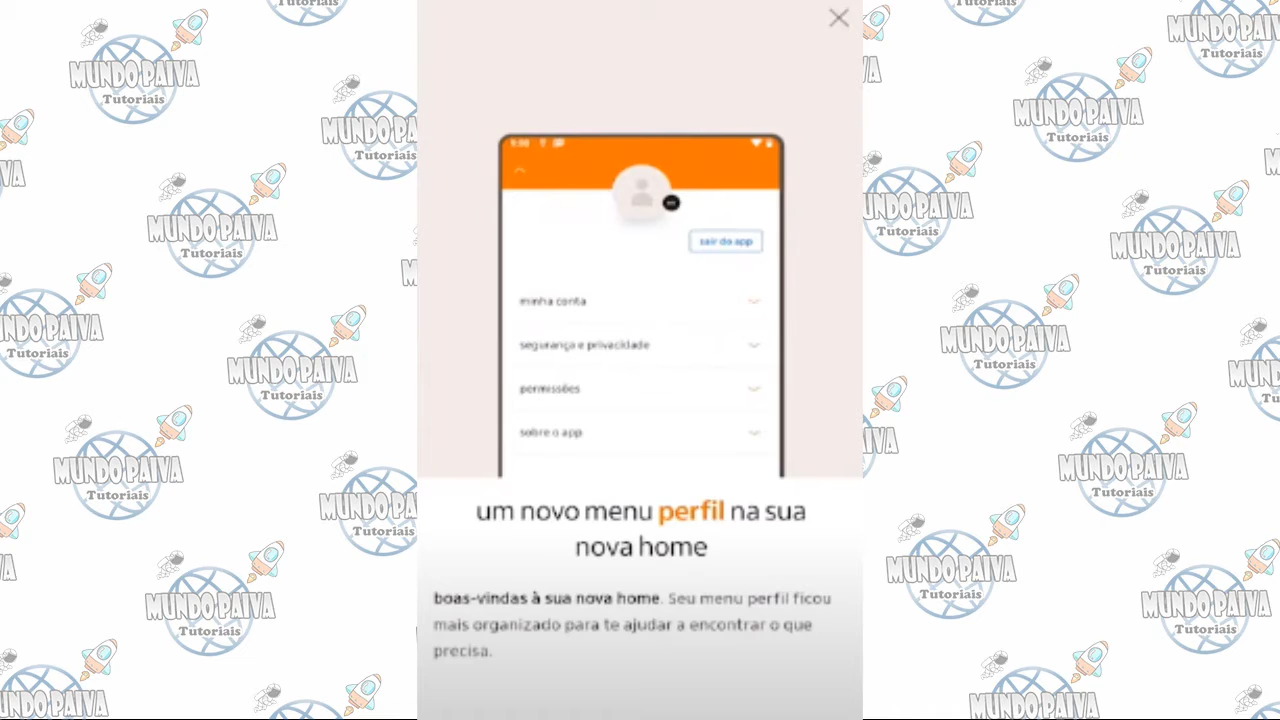 sair do app
minha conta
segurança e privacidade
permissões
sobre o app
um novo menu perfil na sua
nova home
boas-vindas à sua nova home. Seu menu perfil ficou
mais organizado para te ajudar a encontrar o que
precisa.
MUNDO PAIVA
Tutoriais